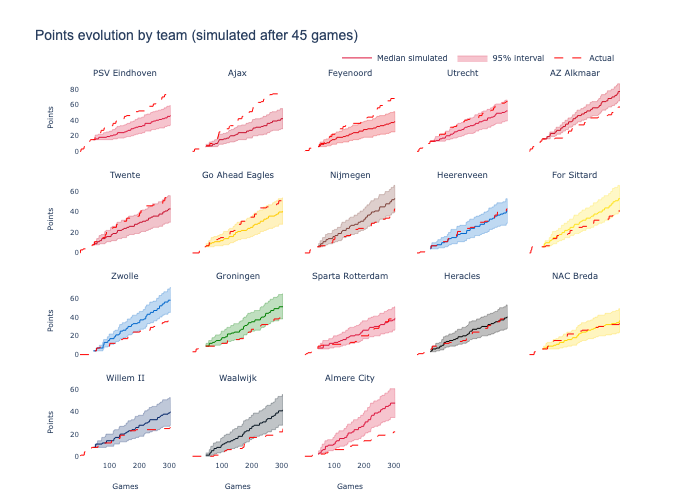 Points evolution by team (simulated after 45 games)
Median simulated 95% interval Actual
PSV Eindhoven Ajax Feyenoord Utrecht AZ Alkmaar
80
60
40
20
0
Points
Twente Go Ahead Eagles Nijmegen Heerenveen For Sittard
60
40
20
0
Points
Zwolle Groningen Sparta Rotterdam Heracles NAC Breda
60
40
20
0
Points
Willem II Waalwijk Almere City
60
40
20
0
Points
100 200 300 100 200 300 100 200 300
Games Games Games